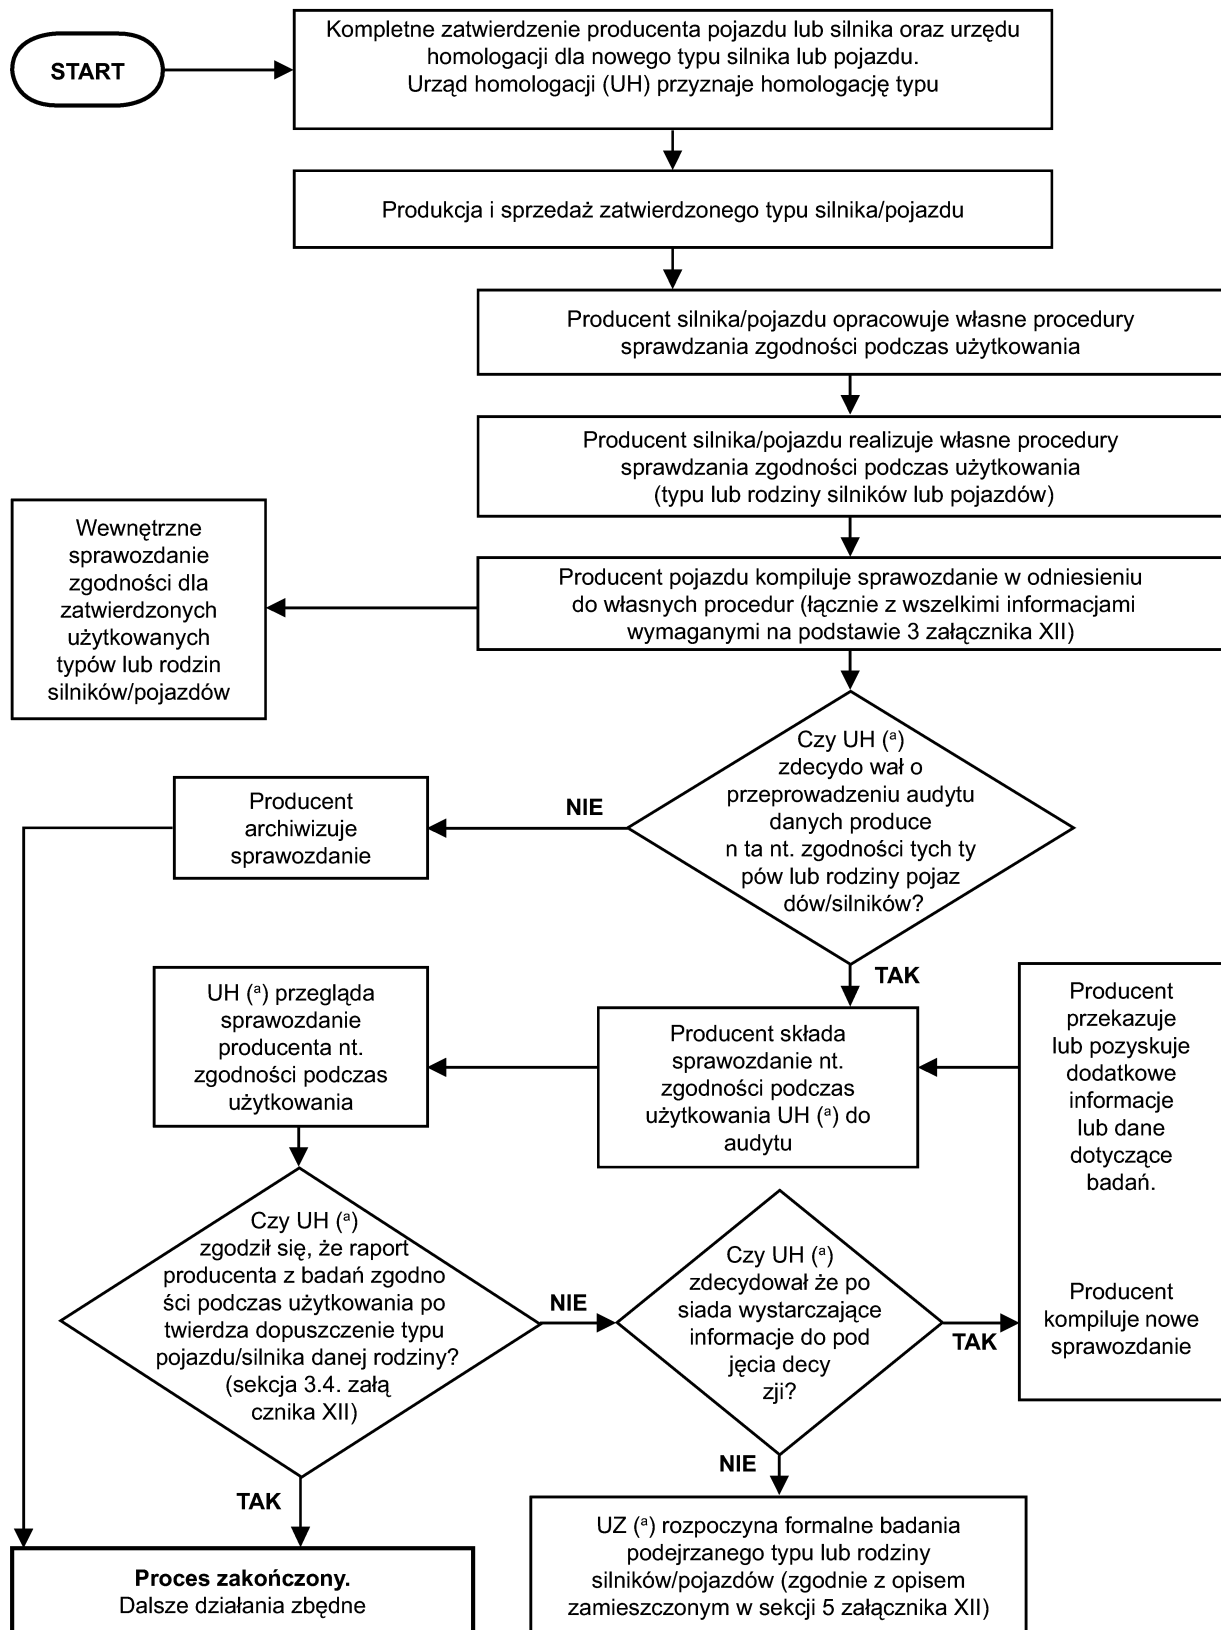 START
Kompletne zatwierdzenie producenta pojazdu lub silnika oraz urzędu
homologacji dla nowego typu silnika lub pojazdu.
Urząd homologacji (UH) przyznaje homologację typu
Produkcja i sprzedaż zatwierdzonego typu silnika/pojazdu
Producent silnika/pojazdu opracowuje własne procedury
sprawdzania zgodności podczas użytkowania
Producent silnika/pojazdu realizuje własne procedury
sprawdzania zgodności podczas użytkowania
(typu lub rodziny silników lub pojazdów)
Wewnętrzne
sprawozdanie
zgodności dla
zatwierdzonych
użytkowanych
typów lub rodzin
silników/pojazdów
Producent pojazdu kompiluje sprawozdanie w odniesieniu
do własnych procedur (łącznie z wszelkimi informacjami
wymaganymi na podstawie 3 załącznika XII)
Czy UH (ᵃ)
zdecydo wał o
przeprowadzeniu audytu
danych produce
n ta nt. zgodności tych ty
pów lub rodziny pojaz
dów/silników?
NIE
Producent
archiwizuje
sprawozdanie
TAK
UH (ᵃ) przegląda
sprawozdanie
producenta nt.
zgodności podczas
użytkowania
Producent składa
sprawozdanie nt.
zgodności podczas
użytkowania UH (ᵃ) do
audytu
Producent
przekazuje
lub pozyskuje
dodatkowe
informacje
lub dane
dotyczące
badań.
Producent
kompiluje nowe
sprawozdanie
Czy UH (ᵃ)
zgodził się, że raport
producenta z badań zgodno
ści podczas użytkowania po
twierdza dopuszczenie typu
pojazdu/silnika danej rodziny?
(sekcja 3.4. załą
cznika XII)
NIE
Czy UH (ᵃ)
zdecydował że po
siada wystarczające
informacje do pod
jęcia decy
zji?
TAK
NIE
TAK
UZ (ᵃ) rozpoczyna formalne badania
podejrzanego typu lub rodziny
silników/pojazdów (zgodnie z opisem
zamieszczonym w sekcji 5 załącznika XII)
Proces zakończony.
Dalsze działania zbędne